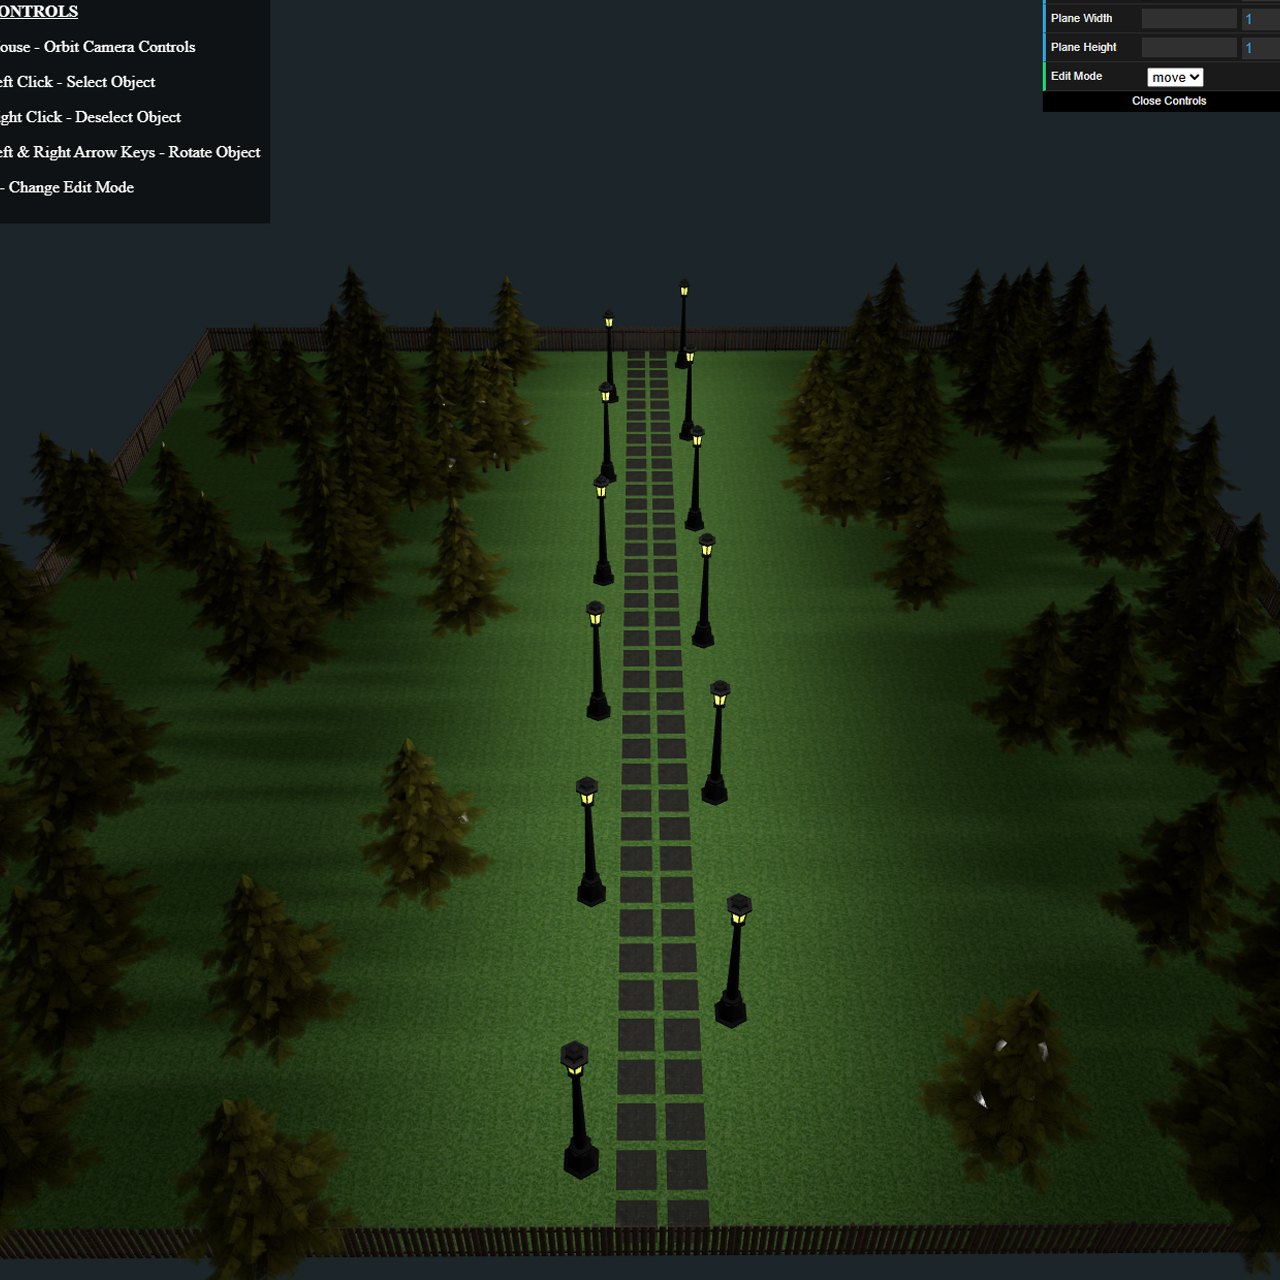 ONTROLS
ouse - Orbit Camera Controls
eft Click - Select Object
ght Click - Deselect Object
eft & Right Arrow Keys - Rotate Object
- Change Edit Mode
Plane Width 1
Plane Height 1
Edit Mode move
Close Controls